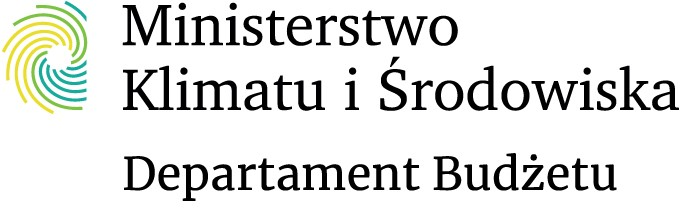 Ministerstwo
Klimatu i Środowiska
Departament Budżetu